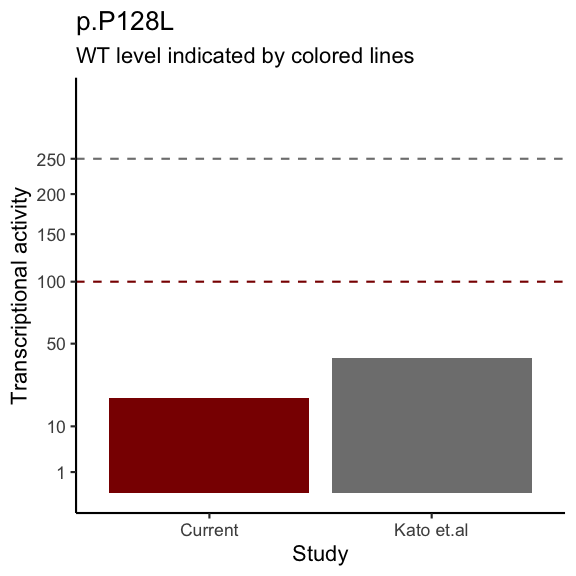 p.P128L
WT level indicated by colored lines
Transcriptional activity
250
200
150
100
50
10
1
Current
Kato et.al
Study